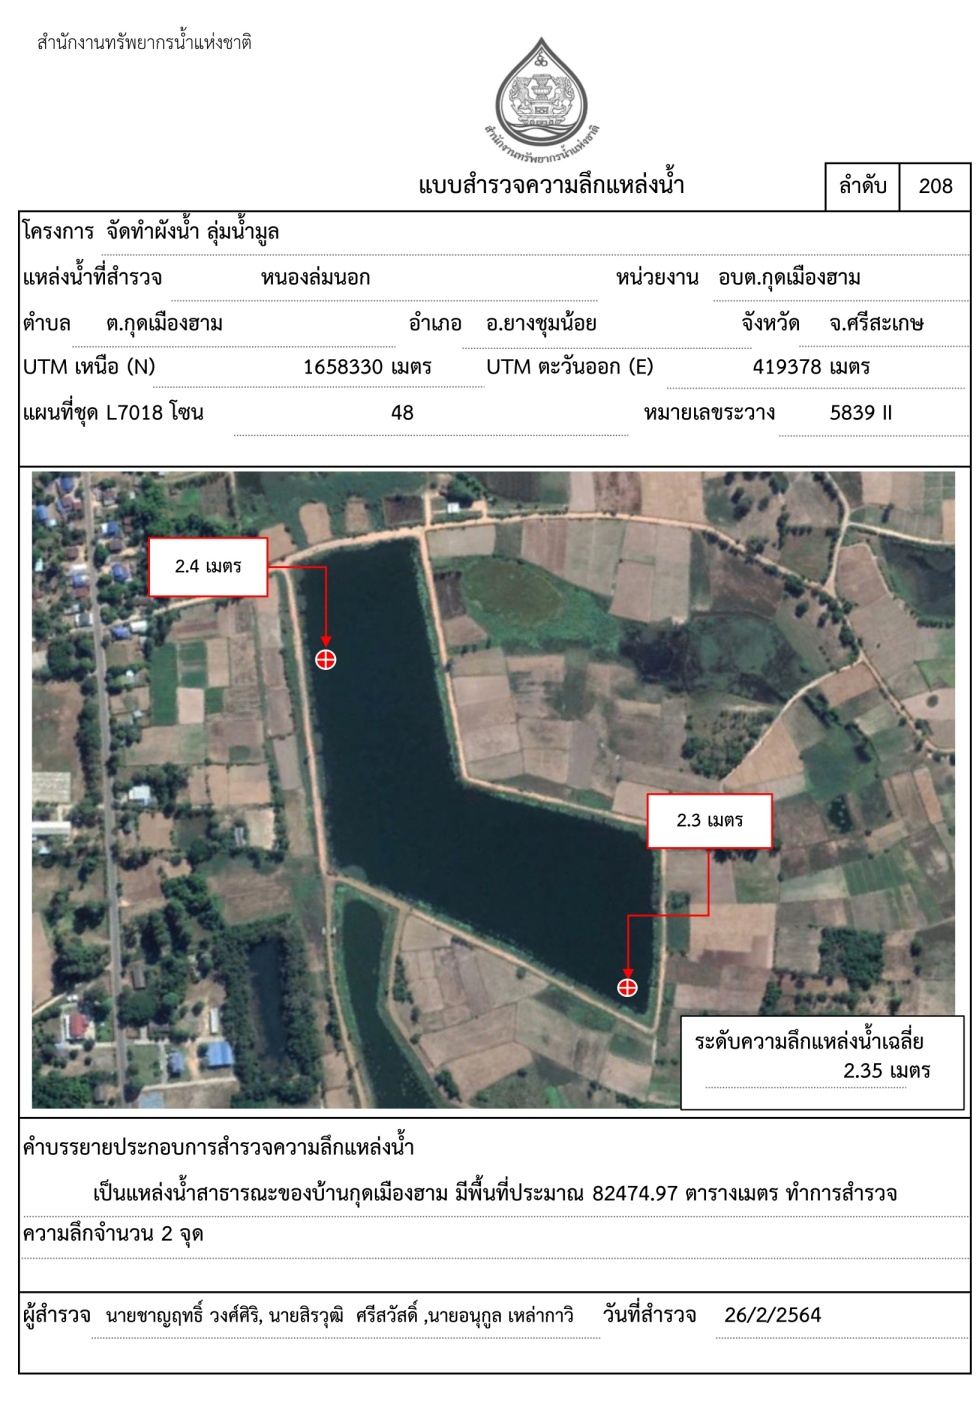 สำนักงานทรัพยากรน้ำแห่งชาติ
สำนักงานทรัพยากรน้ำแห่งชาติ
แบบสำรวจความลึกแหล่งน้ำ
ลำดับ 208
โครงการ จัดทำผังน้ำ ลุ่มน้ำมูล
แหล่งน้ำที่สำรวจ หนองล่มนอก หน่วยงาน อบต.กุดเมืองฮาม
ตำบล ต.กุดเมืองฮาม อำเภอ อ.ยางชุมน้อย จังหวัด จ.ศรีสะเกษ
UTM เหนือ (N) 1658330 เมตร UTM ตะวันออก (E) 419378 เมตร
แผนที่ชุด L7018 โซน 48 หมายเลขระวาง 5839 II
2.4 เมตร
2.3 เมตร
ระดับความลึกแหล่งน้ำเฉลี่ย
2.35 เมตร
คำบรรยายประกอบการสำรวจความลึกแหล่งน้ำ
เป็นแหล่งน้ำสาธารณะของบ้านกุดเมืองฮาม มีพื้นที่ประมาณ 82474.97 ตารางเมตร ทำการสำรวจ
ความลึกจำนวน 2 จุด
ผู้สำรวจ นายชาญฤทธิ์ วงศ์ศิริ, นายสิรวุฒิ ศรีสวัสดิ์ ,นายอนุกูล เหล่ากาวิ วันที่สำรวจ 26/2/2564